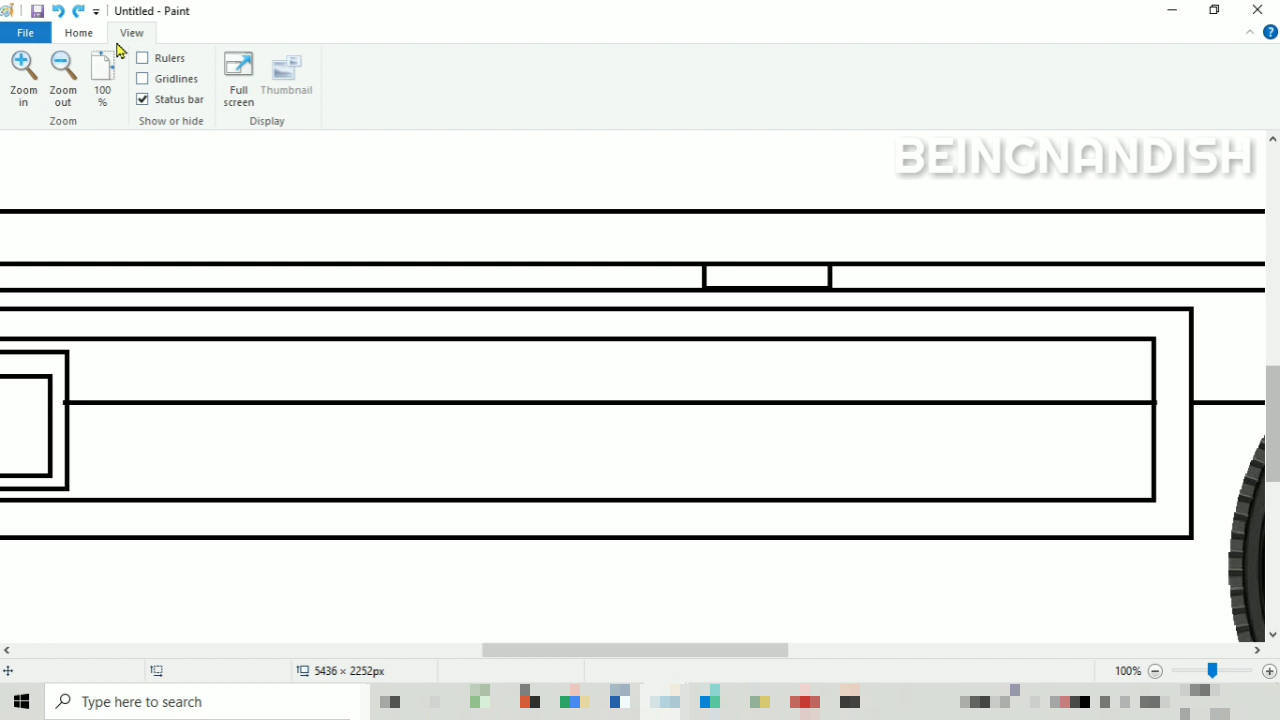 Untitled - Paint
File Home View
Zoom in
Zoom out
100 %
Rulers
Gridlines
Status bar
Full screen
Thumbnail
Zoom
Show or hide
Display
BEINGNANDISH
5436 × 2252px
100%
Type here to search